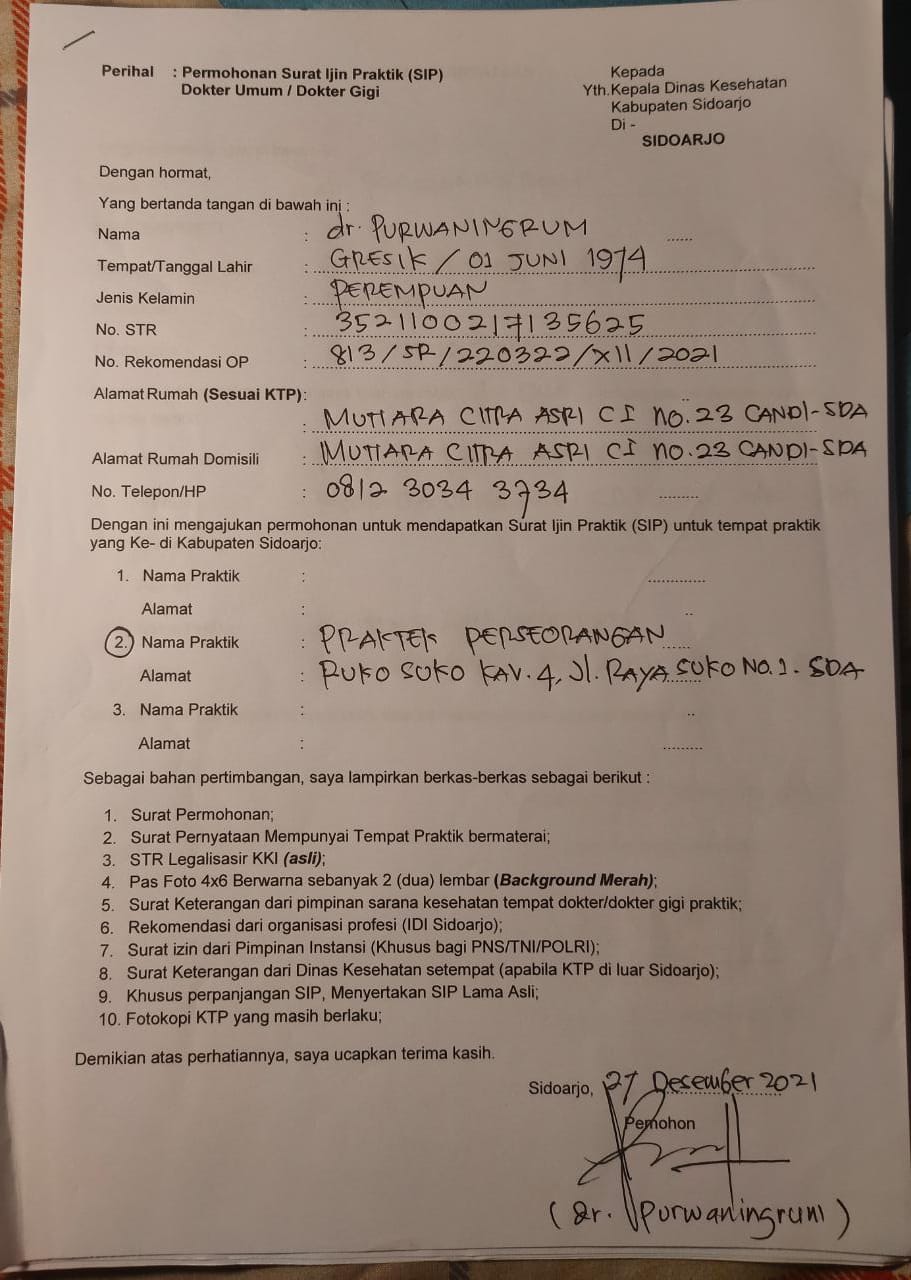 Perihal : Permohonan Surat Ijin Praktik (SIP)
Dokter Umum / Dokter Gigi
Kepada
Yth.Kepala Dinas Kesehatan
Kabupaten Sidoarjo
Di -
SIDOARJO
Dengan hormat,
Yang bertanda tangan di bawah ini :
Nama : dr. PURWANINGRUM ......
Tempat/Tanggal Lahir : GRESIK / 01 JUNI 1974
Jenis Kelamin : PEREMPUAN
No. STR : 3521100217135625
No. Rekomendasi OP : 813/SR/220322/XII/2021
Alamat Rumah (Sesuai KTP):
: MUTIARA CITRA ASRI CI NO.23 CANDI-SDA
Alamat Rumah Domisili : MUTIARA CITRA ASRI CI NO.23 CANDI-SDA
No. Telepon/HP : 0812 3034 3734 .........
Dengan ini mengajukan permohonan untuk mendapatkan Surat Ijin Praktik (SIP) untuk tempat praktik
yang Ke- di Kabupaten Sidoarjo:
1. Nama Praktik : .............
Alamat : ..
2. Nama Praktik : PRAKTEK PERSEORANGAN ......
Alamat : RUKO SUKO KAV. 4, Jl. RAYA SUKO NO.1 - SDA
3. Nama Praktik : ..
Alamat : .........
Sebagai bahan pertimbangan, saya lampirkan berkas-berkas sebagai berikut :
1. Surat Permohonan;
2. Surat Pernyataan Mempunyai Tempat Praktik bermaterai;
3. STR Legalisasir KKI (asli);
4. Pas Foto 4x6 Berwarna sebanyak 2 (dua) lembar (Background Merah);
5. Surat Keterangan dari pimpinan sarana kesehatan tempat dokter/dokter gigi praktik;
6. Rekomendasi dari organisasi profesi (IDI Sidoarjo);
7. Surat izin dari Pimpinan Instansi (Khusus bagi PNS/TNI/POLRI);
8. Surat Keterangan dari Dinas Kesehatan setempat (apabila KTP di luar Sidoarjo);
9. Khusus perpanjangan SIP, Menyertakan SIP Lama Asli;
10. Fotokopi KTP yang masih berlaku;
Demikian atas perhatiannya, saya ucapkan terima kasih.
Sidoarjo, 27 Desember 2021
Pemohon
(dr. Purwaningrum)